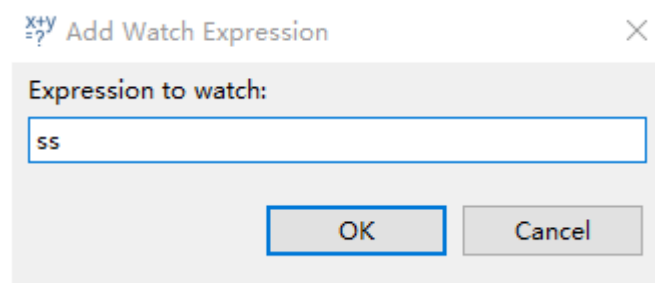 x+y
=?
Add Watch Expression
Expression to watch:
ss
OK
Cancel